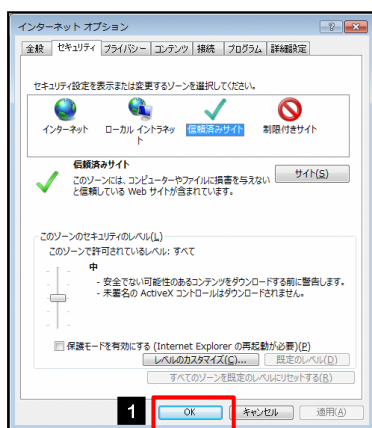 インターネット オプション
全般 セキュリティ プライバシー コンテンツ 接続 プログラム 詳細設定
セキュリティ設定を表示または変更するゾーンを選択してください。
インターネット ローカル イントラネッ 信頼済みサイト 制限付きサイト
ト
信頼済みサイト
サイト(S)
このゾーンには、コンピューターやファイルに損害を与えない
と信頼している Web サイトが含まれています。
このゾーンのセキュリティのレベル(L)
このゾーンで許可されているレベル: すべて
中
- 安全でない可能性のあるコンテンツをダウンロードする前に警告します。
- 未署名の ActiveX コントロールはダウンロードされません。
保護モードを有効にする (Internet Explorer の再起動が必要)(P)
レベルのカスタマイズ(C)... 既定のレベル(D)
すべてのゾーンを既定のレベルにリセットする(R)
1 OK キャンセル 適用(A)